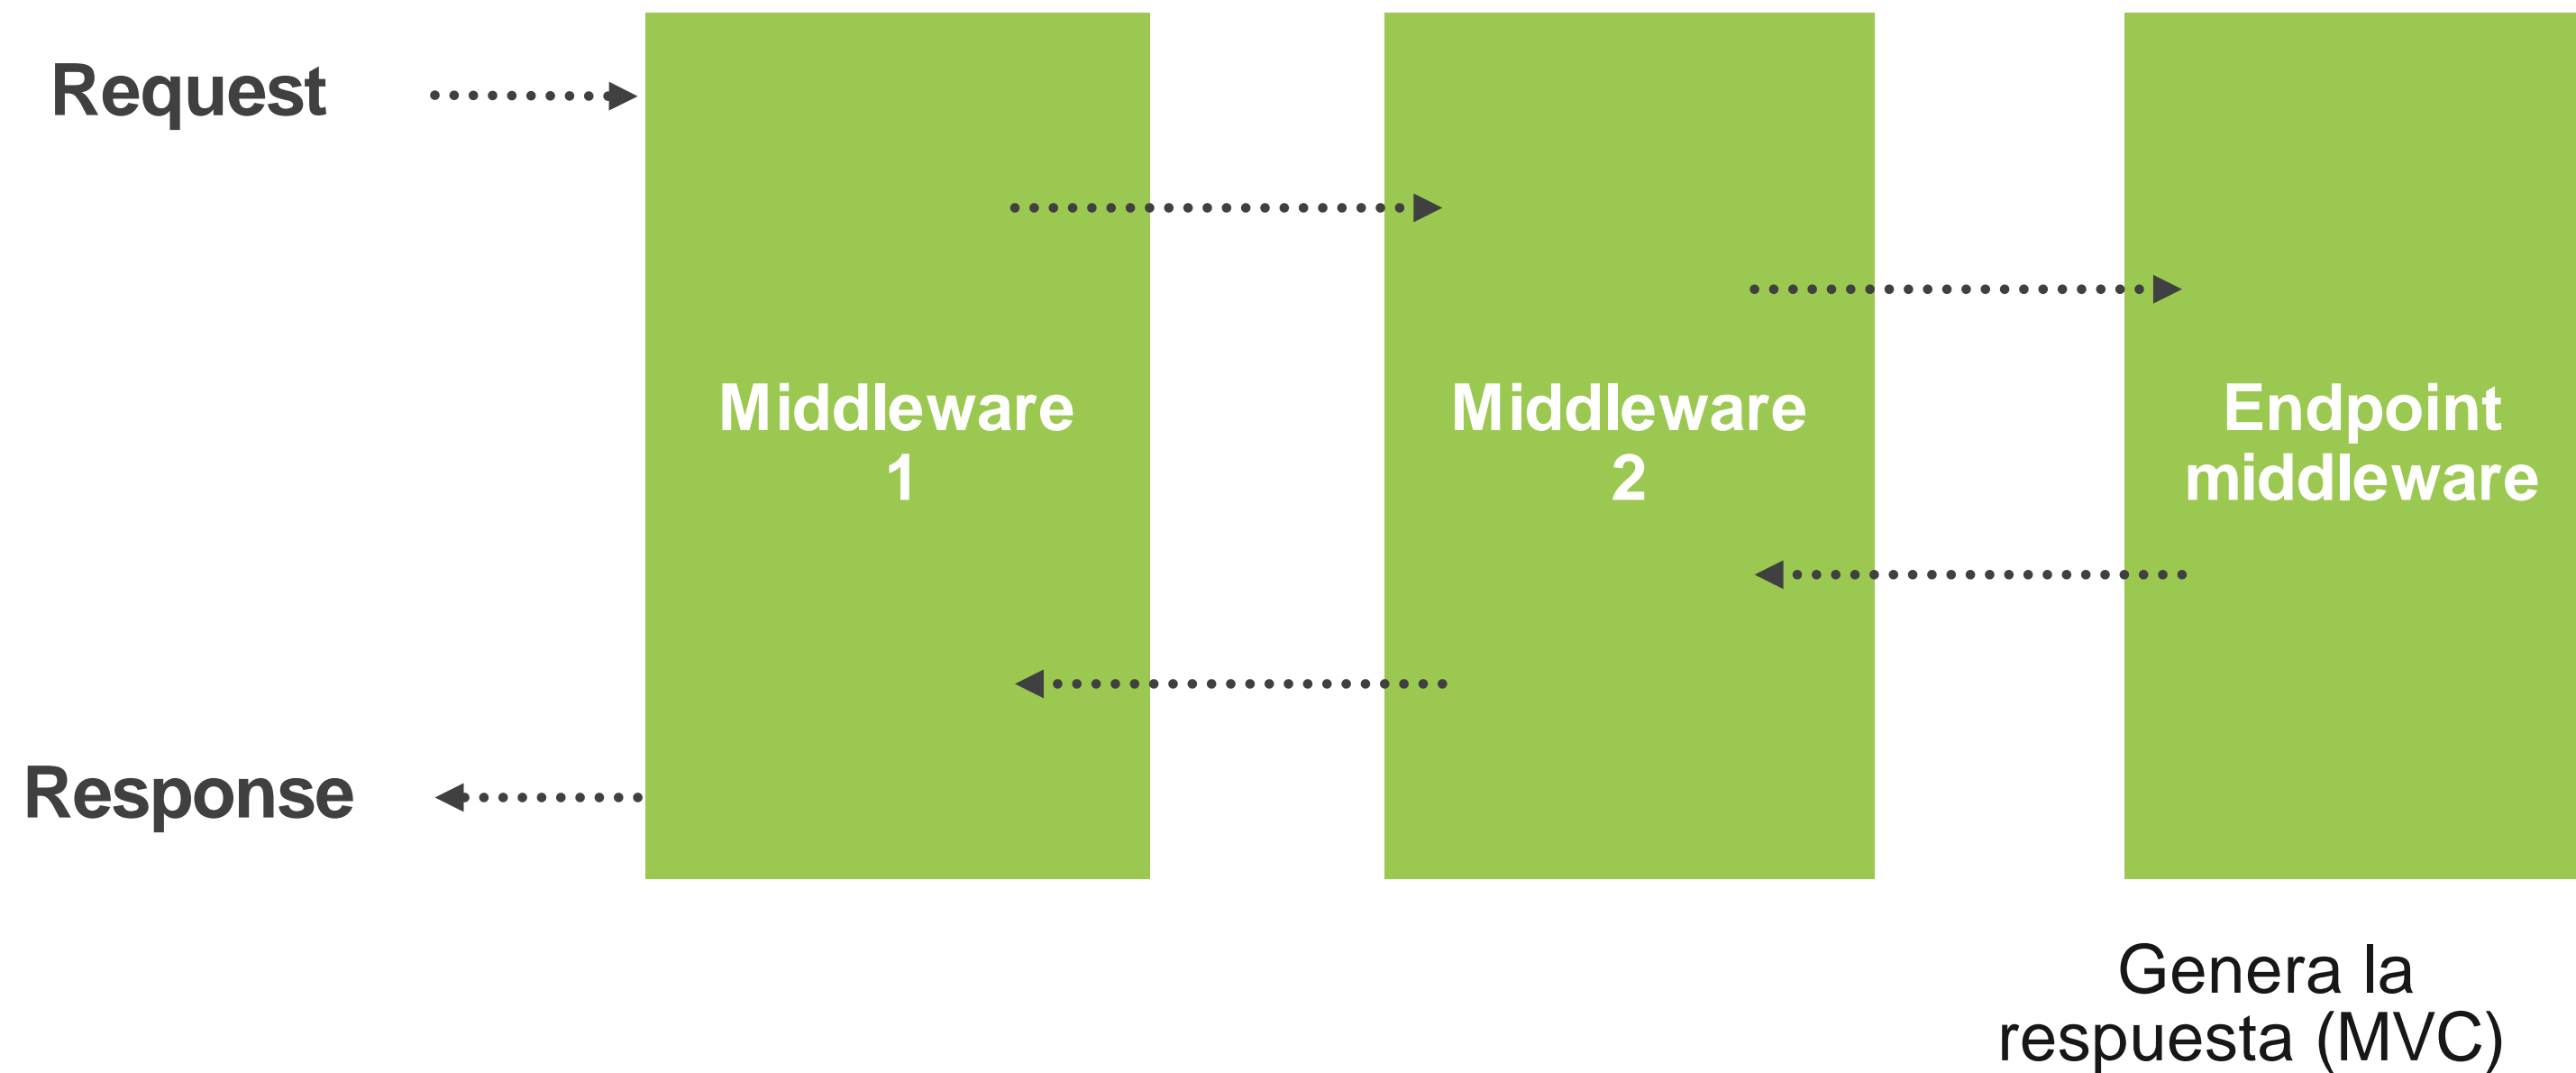 Request
Middleware
1
Middleware
2
Endpoint
middleware
Response
Genera la
respuesta (MVC)